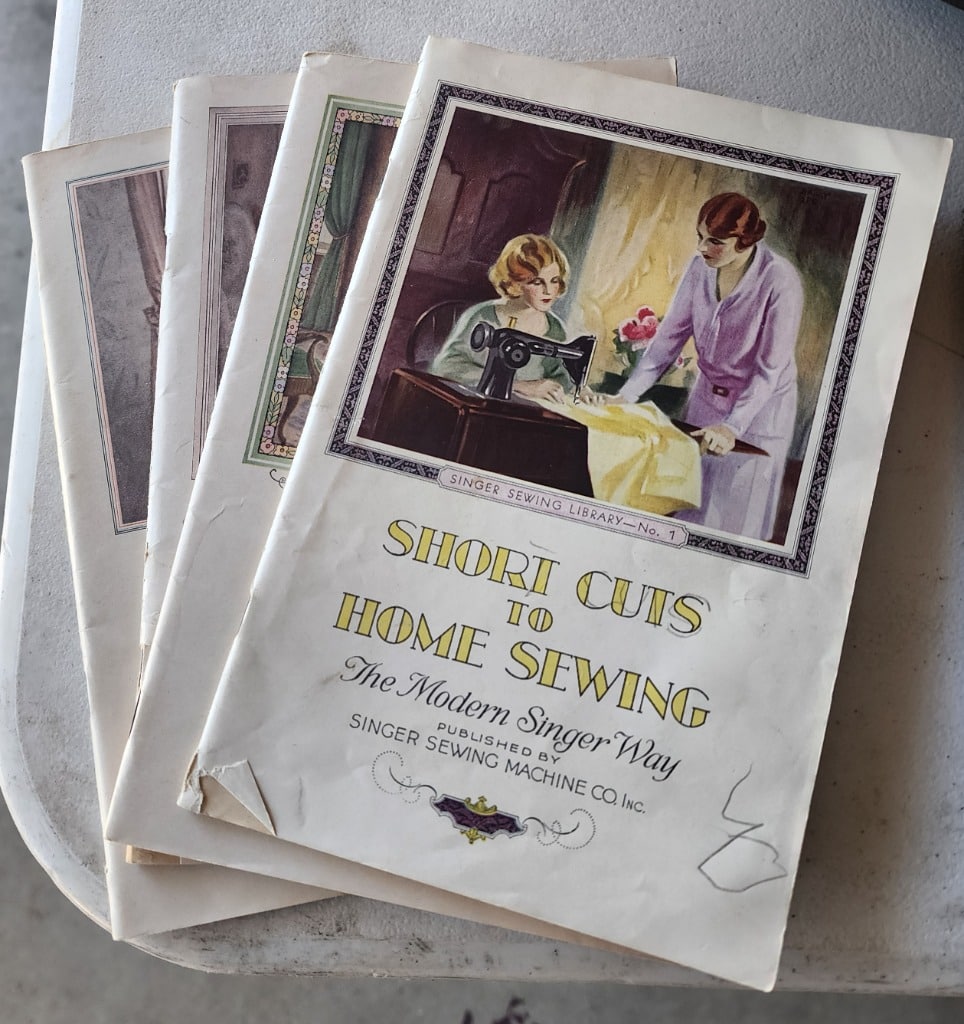 SINGER SEWING LIBRARY—No. 1
SHORT CUTS
TO
HOME SEWING
The Modern Singer Way
PUBLISHED BY
SINGER SEWING MACHINE CO. INC.